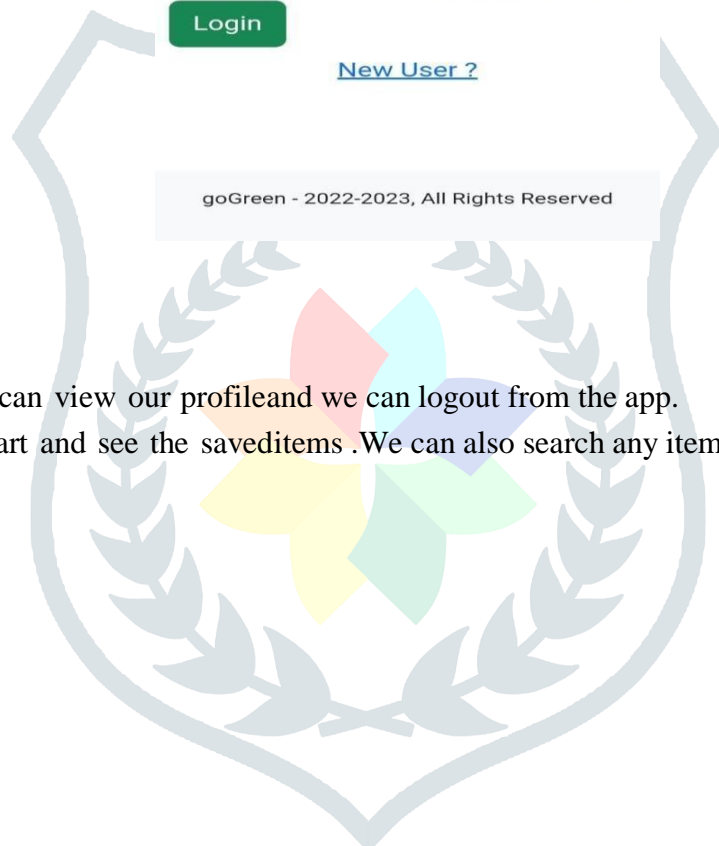 Login
New User ?
goGreen - 2022-2023, All Rights Reserved
can view our profileand we can logout from the app.
art and see the saveditems .We can also search any item